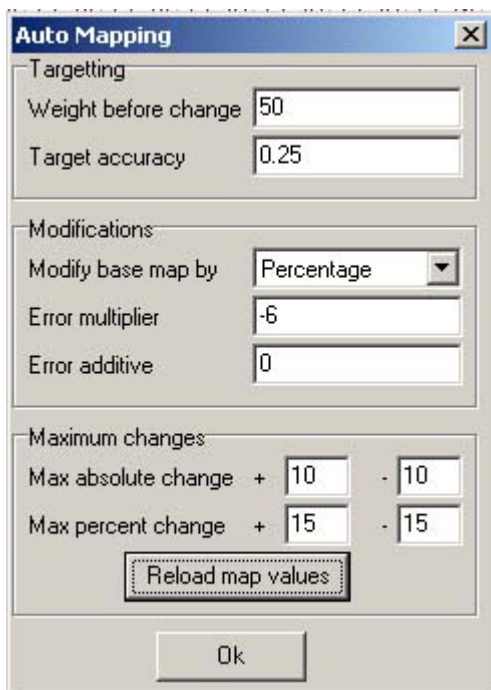 Auto Mapping
Targetting
Weight before change 50
Target accuracy 0.25
Modifications
Modify base map by Percentage
Error multiplier -6
Error additive 0
Maximum changes
Max absolute change + 10 - 10
Max percent change + 15 - 15
Reload map values
Ok